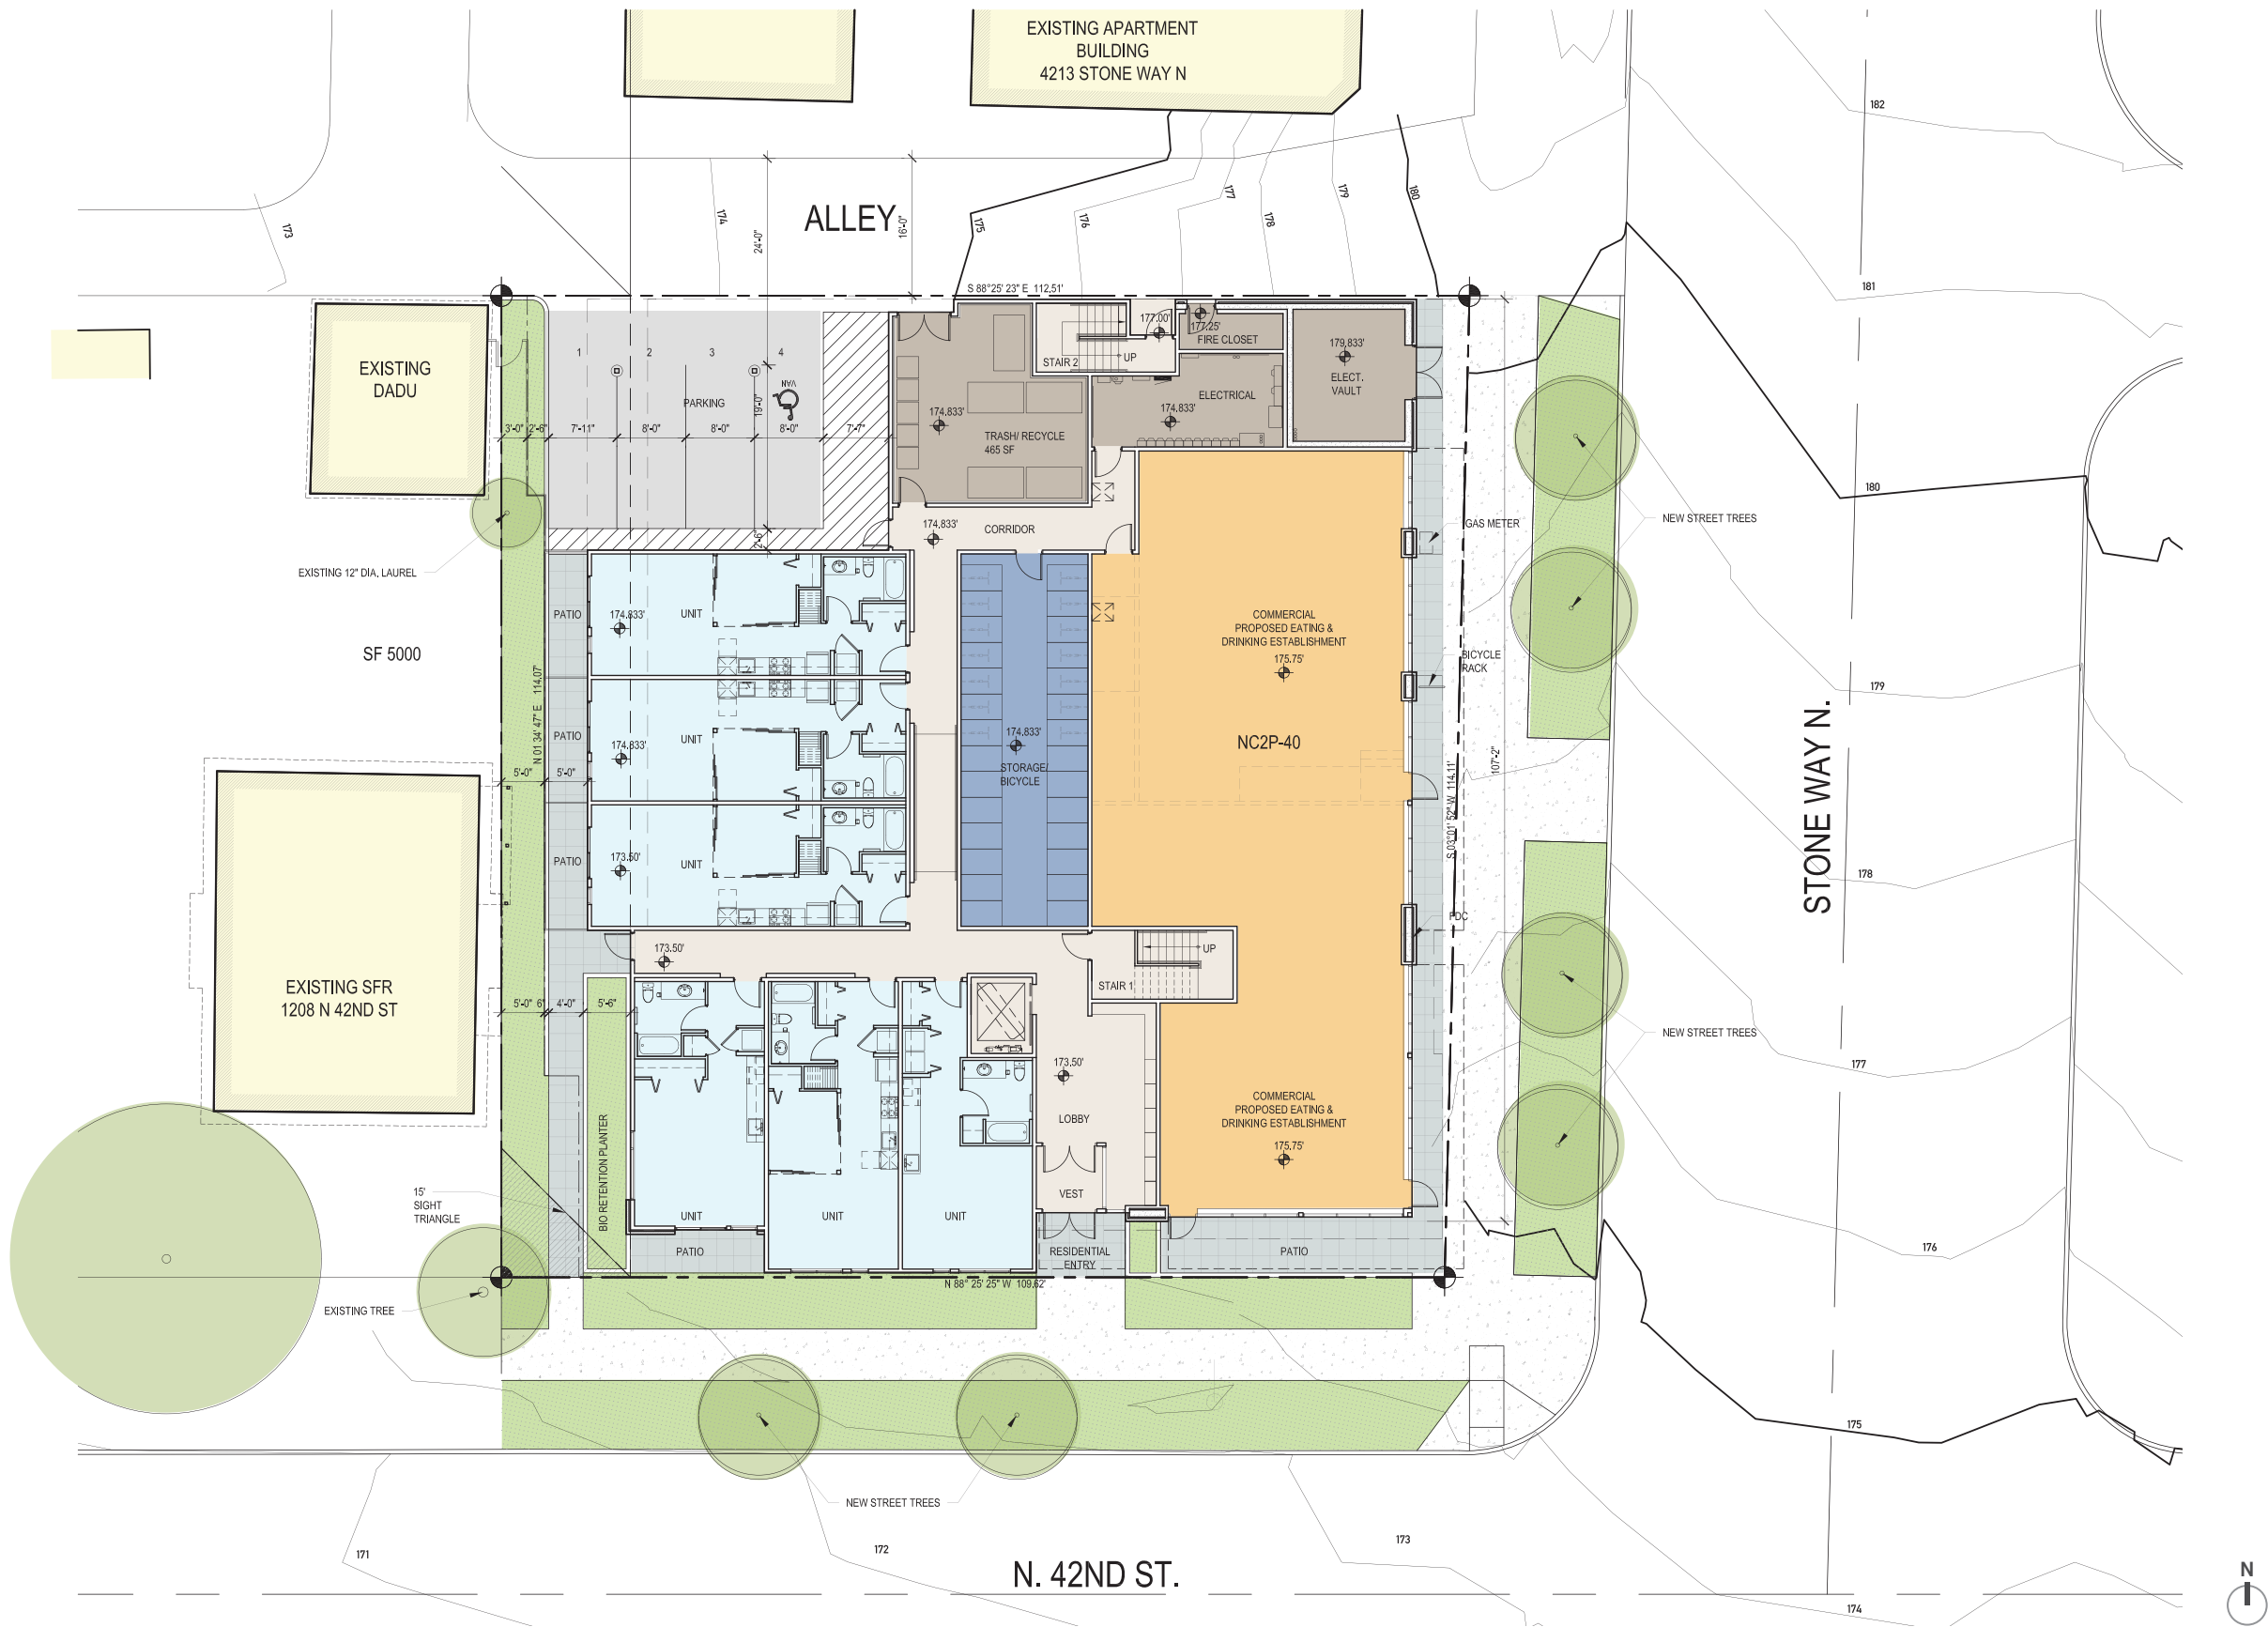 EXISTING APARTMENT
BUILDING
4213 STONE WAY N
182
173
174
ALLEY
24'-0"
16'-0"
175
176
177
178
179
180
181
S 88°25' 23" E 112.51'
EXISTING
DADU
1
2
3
4
VAN
PARKING
19'-0"
3'-0"
2'-6"
7'-11"
8'-0"
8'-0"
8'-0"
7'-7"
2'-6"
174.833'
TRASH/ RECYCLE
465 SF
STAIR 2
UP
177.00'
177.25'
FIRE CLOSET
ELECTRICAL
174.833'
179.833'
ELECT.
VAULT
180
NEW STREET TREES
GAS METER
174.833'
CORRIDOR
EXISTING 12" DIA. LAUREL
SF 5000
N 01 34' 47" E 114.07'
PATIO
174.833'
UNIT
PATIO
174.833'
UNIT
5'-0"
5'-0"
PATIO
173.50'
UNIT
174.833'
STORAGE/
BICYCLE
COMMERCIAL
PROPOSED EATING &
DRINKING ESTABLISHMENT
175.75'
NC2P-40
BICYCLE
RACK
S 03°01' 52" W 114.11'
107'-2"
179
STONE WAY N.
178
FDC
173.50'
UP
STAIR 1
EXISTING SFR
1208 N 42ND ST
5'-0"
6"
4'-0"
5'-6"
NEW STREET TREES
177
173.50'
LOBBY
COMMERCIAL
PROPOSED EATING &
DRINKING ESTABLISHMENT
175.75'
BIO RETENTION PLANTER
15'
SIGHT
TRIANGLE
UNIT
UNIT
UNIT
VEST
PATIO
RESIDENTIAL
ENTRY
PATIO
176
N 88° 25' 25" W 109.62'
EXISTING TREE
175
NEW STREET TREES
171
172
173
N. 42ND ST.
174
N